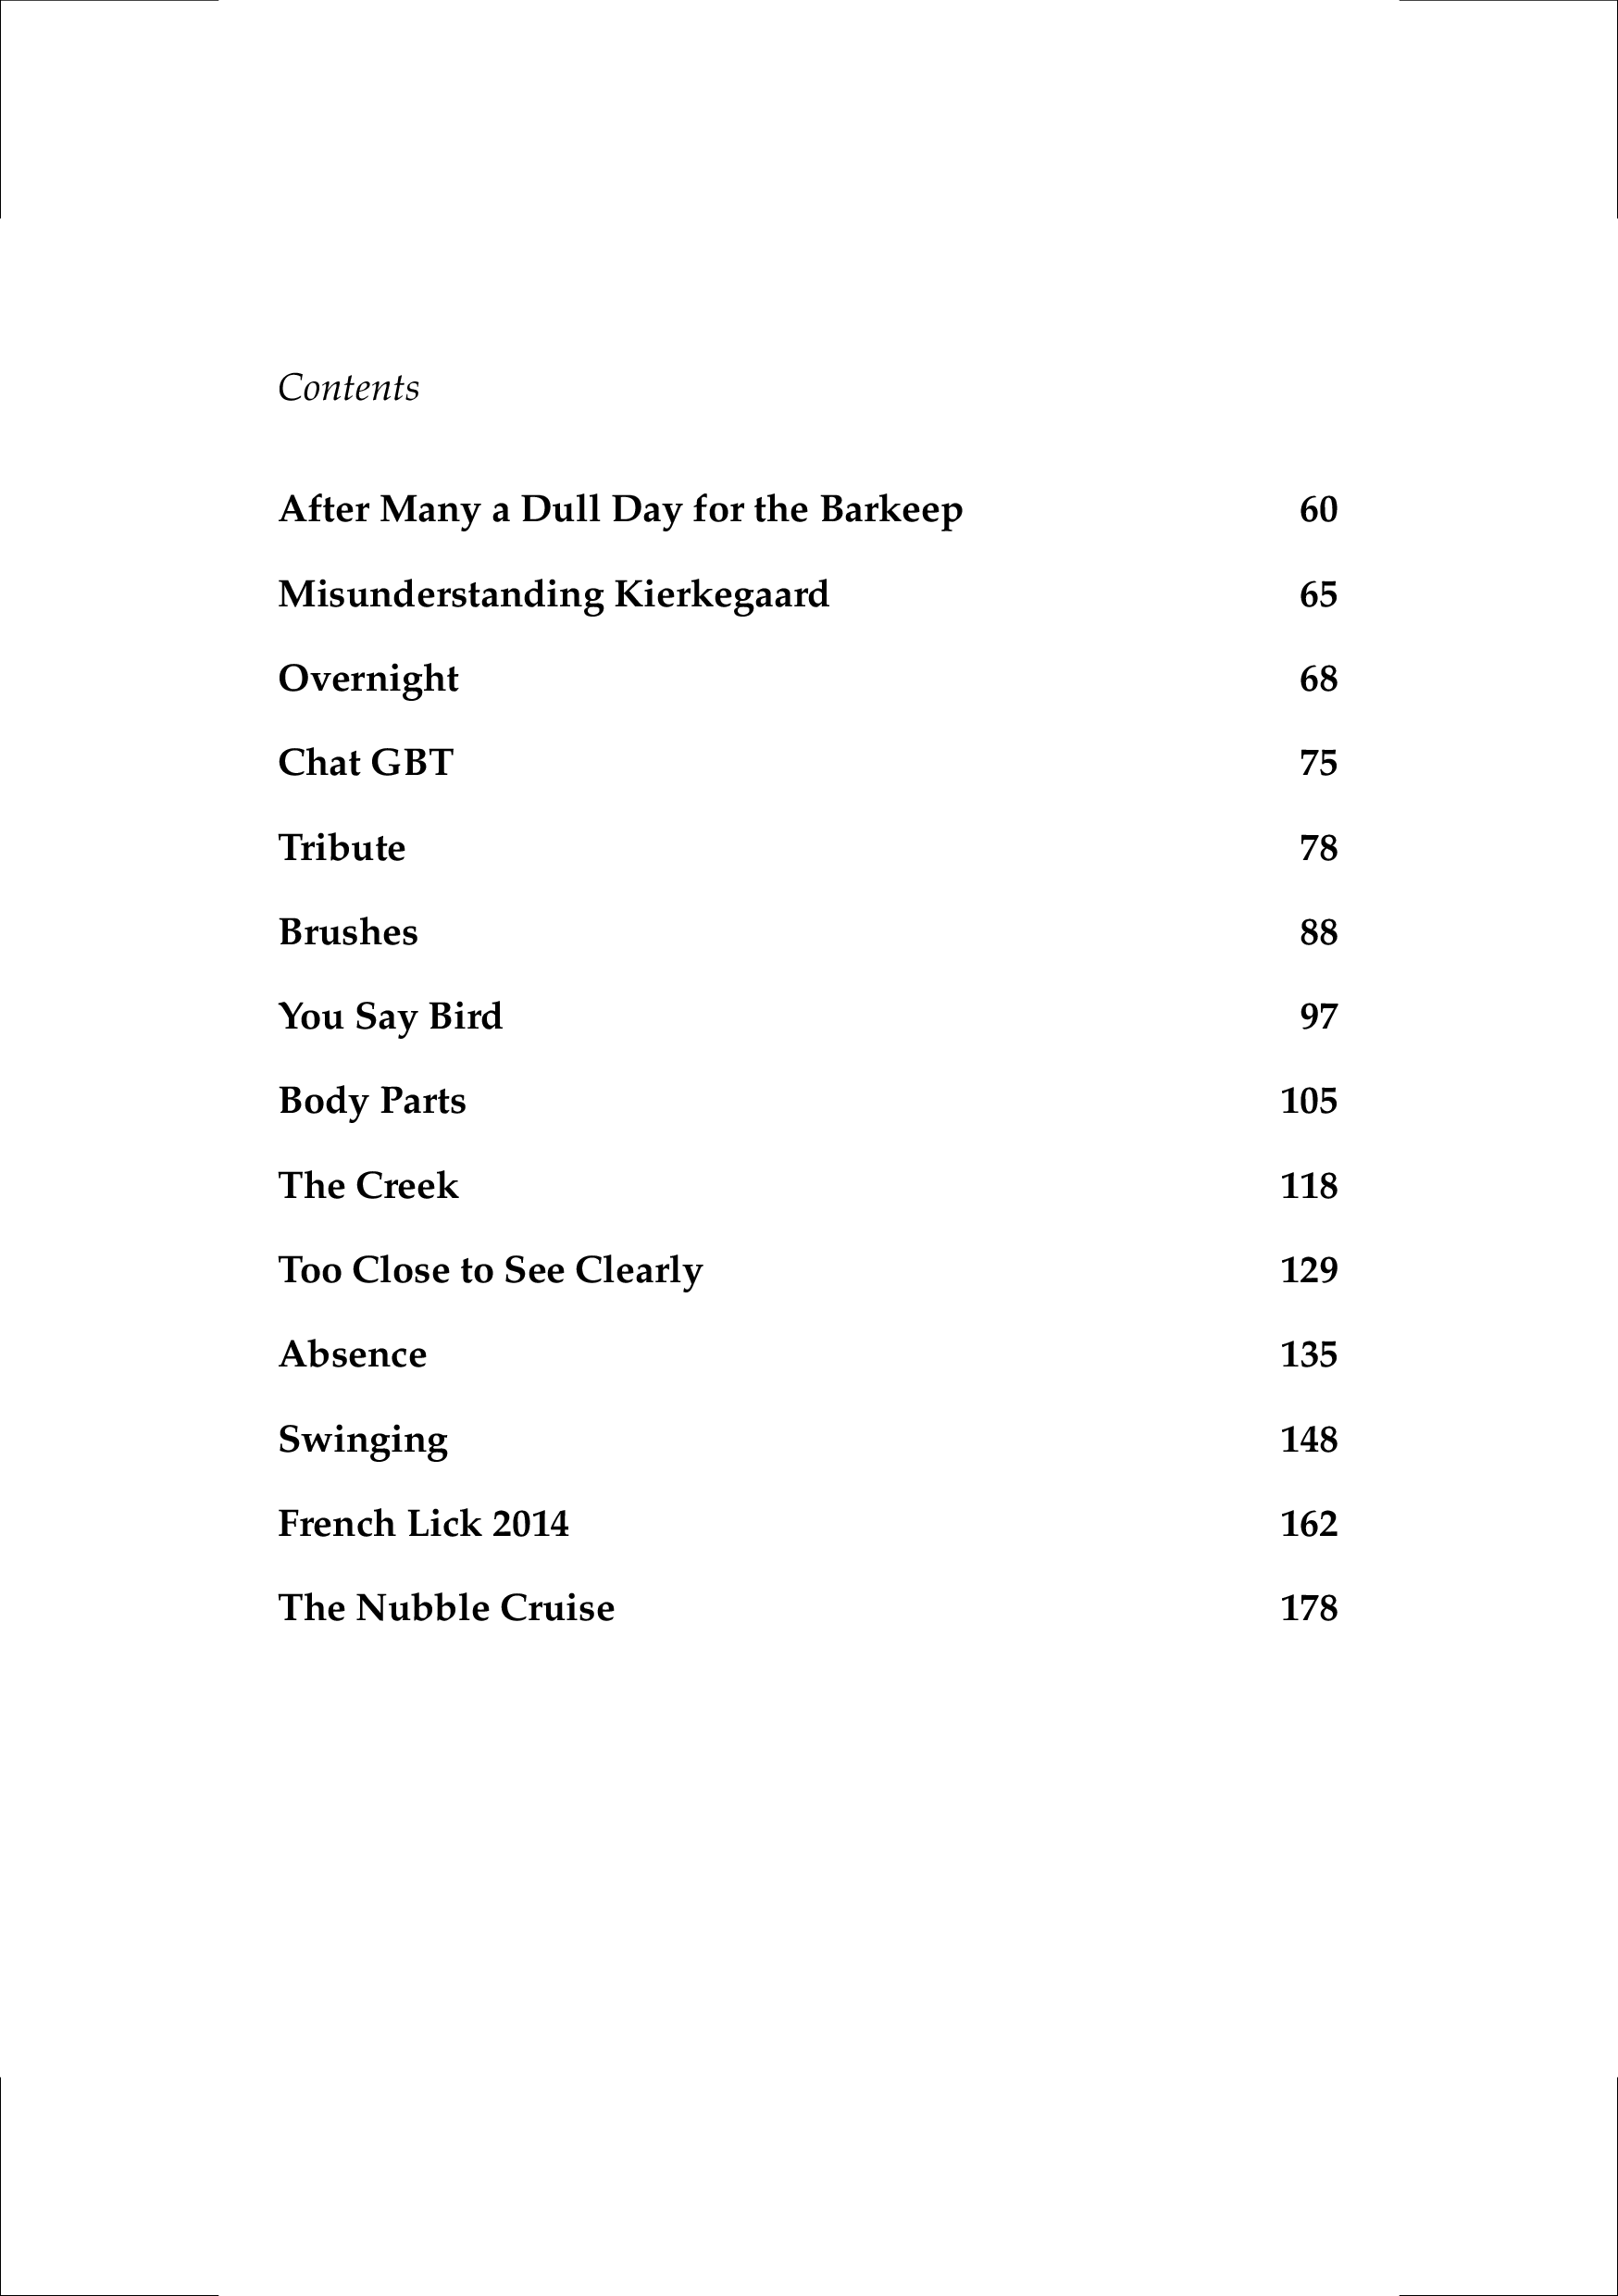 Contents
After Many a Dull Day for the Barkeep 60
Misunderstanding Kierkegaard 65
Overnight 68
Chat GBT 75
Tribute 78
Brushes 88
You Say Bird 97
Body Parts 105
The Creek 118
Too Close to See Clearly 129
Absence 135
Swinging 148
French Lick 2014 162
The Nubble Cruise 178